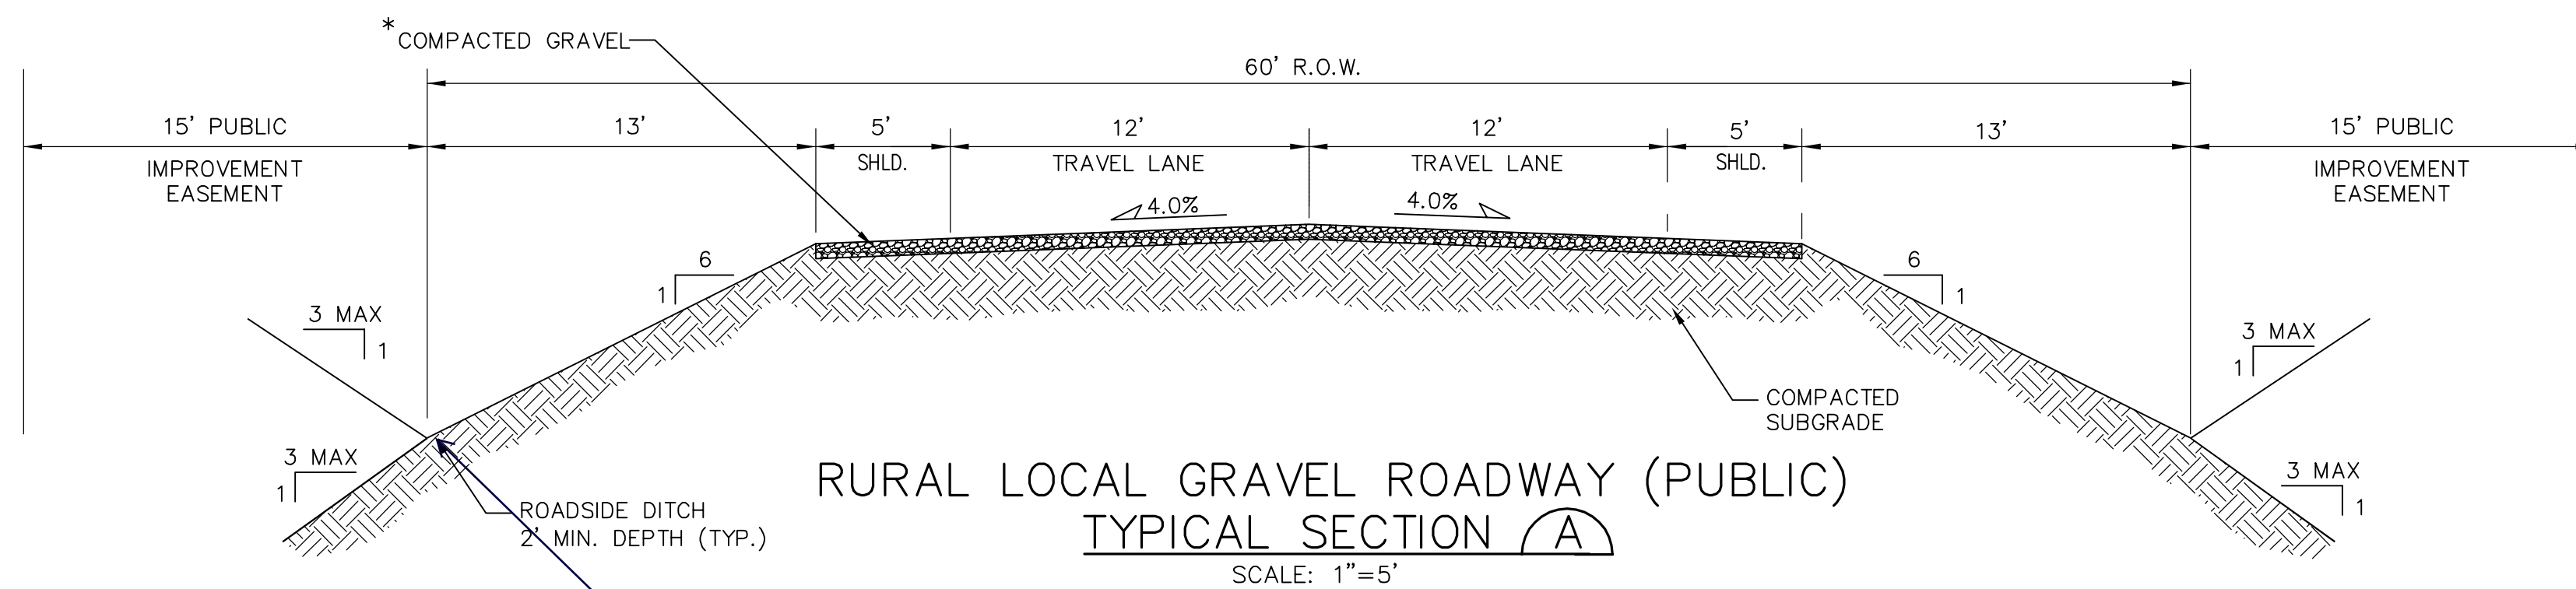 *COMPACTED GRAVEL
60' R.O.W.
15' PUBLIC
IMPROVEMENT
EASEMENT
13'
5'
SHLD.
12'
TRAVEL LANE
12'
TRAVEL LANE
5'
SHLD.
13'
15' PUBLIC
IMPROVEMENT
EASEMENT
4.0%
4.0%
6
1
6
1
3 MAX
1
3 MAX
1
3 MAX
1
3 MAX
1
COMPACTED
SUBGRADE
ROADSIDE DITCH
2' MIN. DEPTH (TYP.)
RURAL LOCAL GRAVEL ROADWAY (PUBLIC)
TYPICAL SECTION A
SCALE: 1"=5'